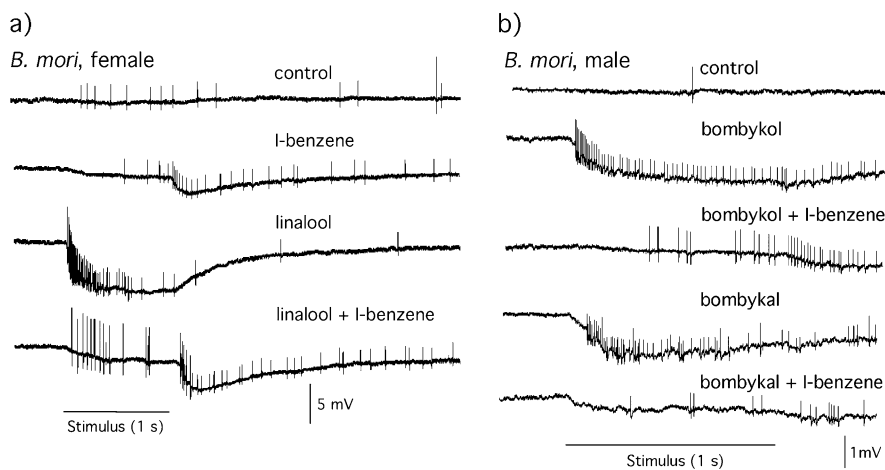 a)
B. mori, female
control
I-benzene
linalool
linalool + I-benzene
5 mV
Stimulus (1 s)
b)
B. mori, male
control
bombykol
bombykol + I-benzene
bombykal
bombykal + I-benzene
Stimulus (1 s)
1mV